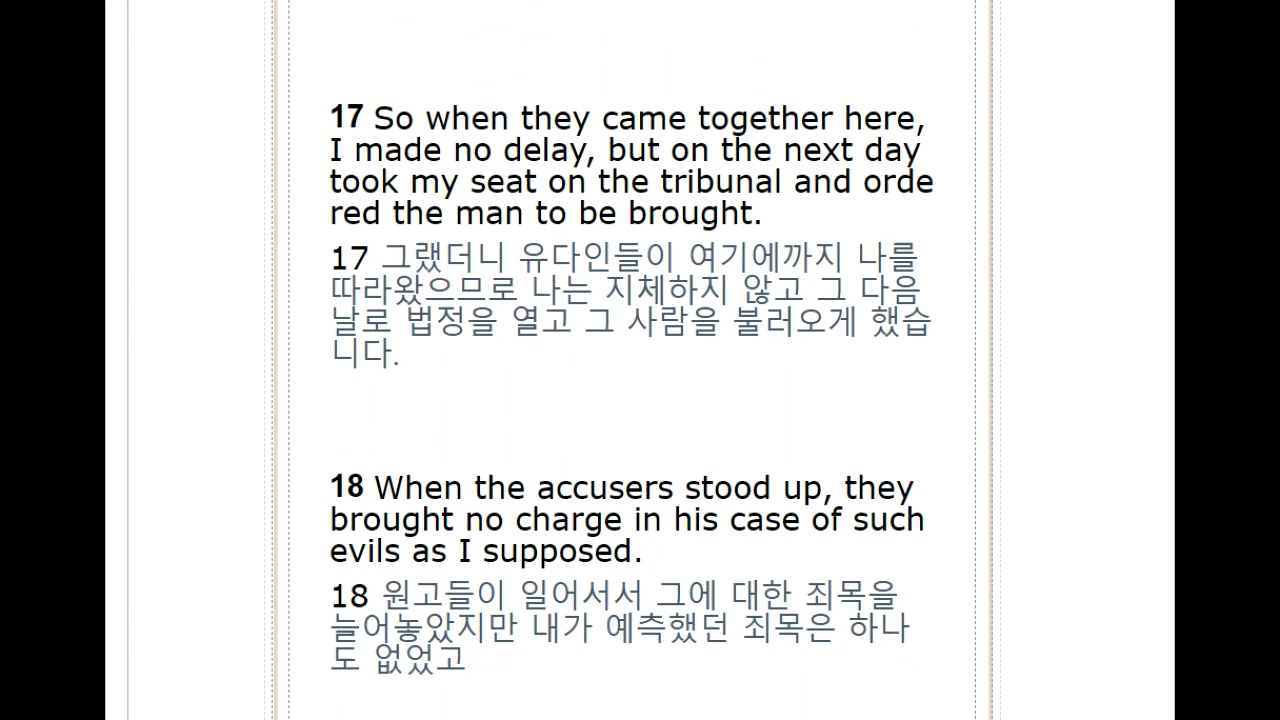 17 So when they came together here,
I made no delay, but on the next day
took my seat on the tribunal and orde
red the man to be brought.
17 그랬더니 유다인들이 여기에까지 나를
따라왔으므로 나는 지체하지 않고 그 다음
날로 법정을 열고 그 사람을 불러오게 했습
니다.
18 When the accusers stood up, they
brought no charge in his case of such
evils as I supposed.
18 원고들이 일어서서 그에 대한 죄목을
늘어놓았지만 내가 예측했던 죄목은 하나
도 없었고